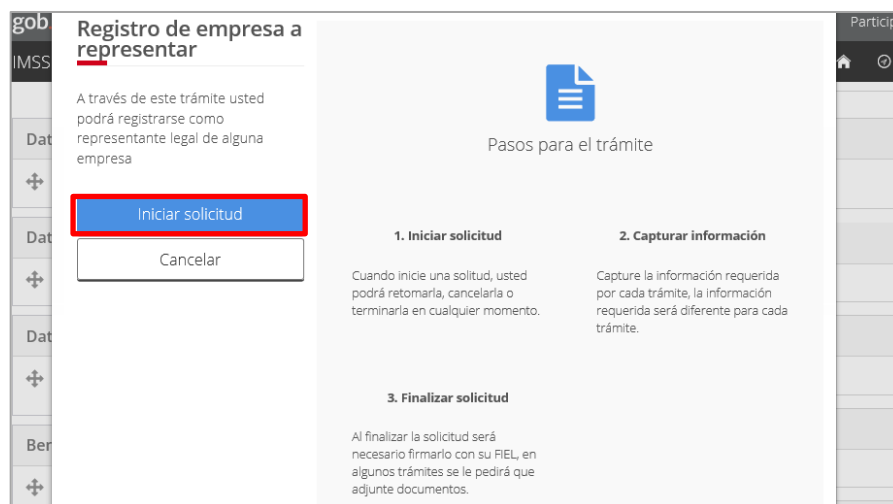 gob
IMSS
Particip
Dat
Dat
Dat
Ber
Registro de empresa a
representar
A través de este trámite usted
podrá registrarse como
representante legal de alguna
empresa
Iniciar solicitud
Cancelar
Pasos para el trámite
1. Iniciar solicitud
Cuando inicie una solitud, usted
podrá retomarla, cancelarla o
terminarla en cualquier momento.
2. Capturar información
Capture la información requerida
por cada trámite, la información
requerida será diferente para cada
trámite.
3. Finalizar solicitud
Al finalizar la solicitud será
necesario firmarlo con su FIEL, en
algunos trámites se le pedirá que
adjunte documentos.